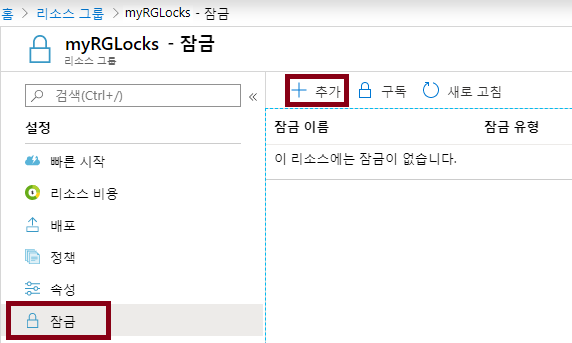 홈 > 리소스 그룹 > myRGLocks - 잠금
myRGLocks - 잠금
리소스 그룹
검색(Ctrl+/)
«
+ 추가 구독 새로 고침
설정
잠금 이름 잠금 유형
이 리소스에는 잠금이 없습니다.
빠른 시작
리소스 비용
배포
정책
속성
잠금